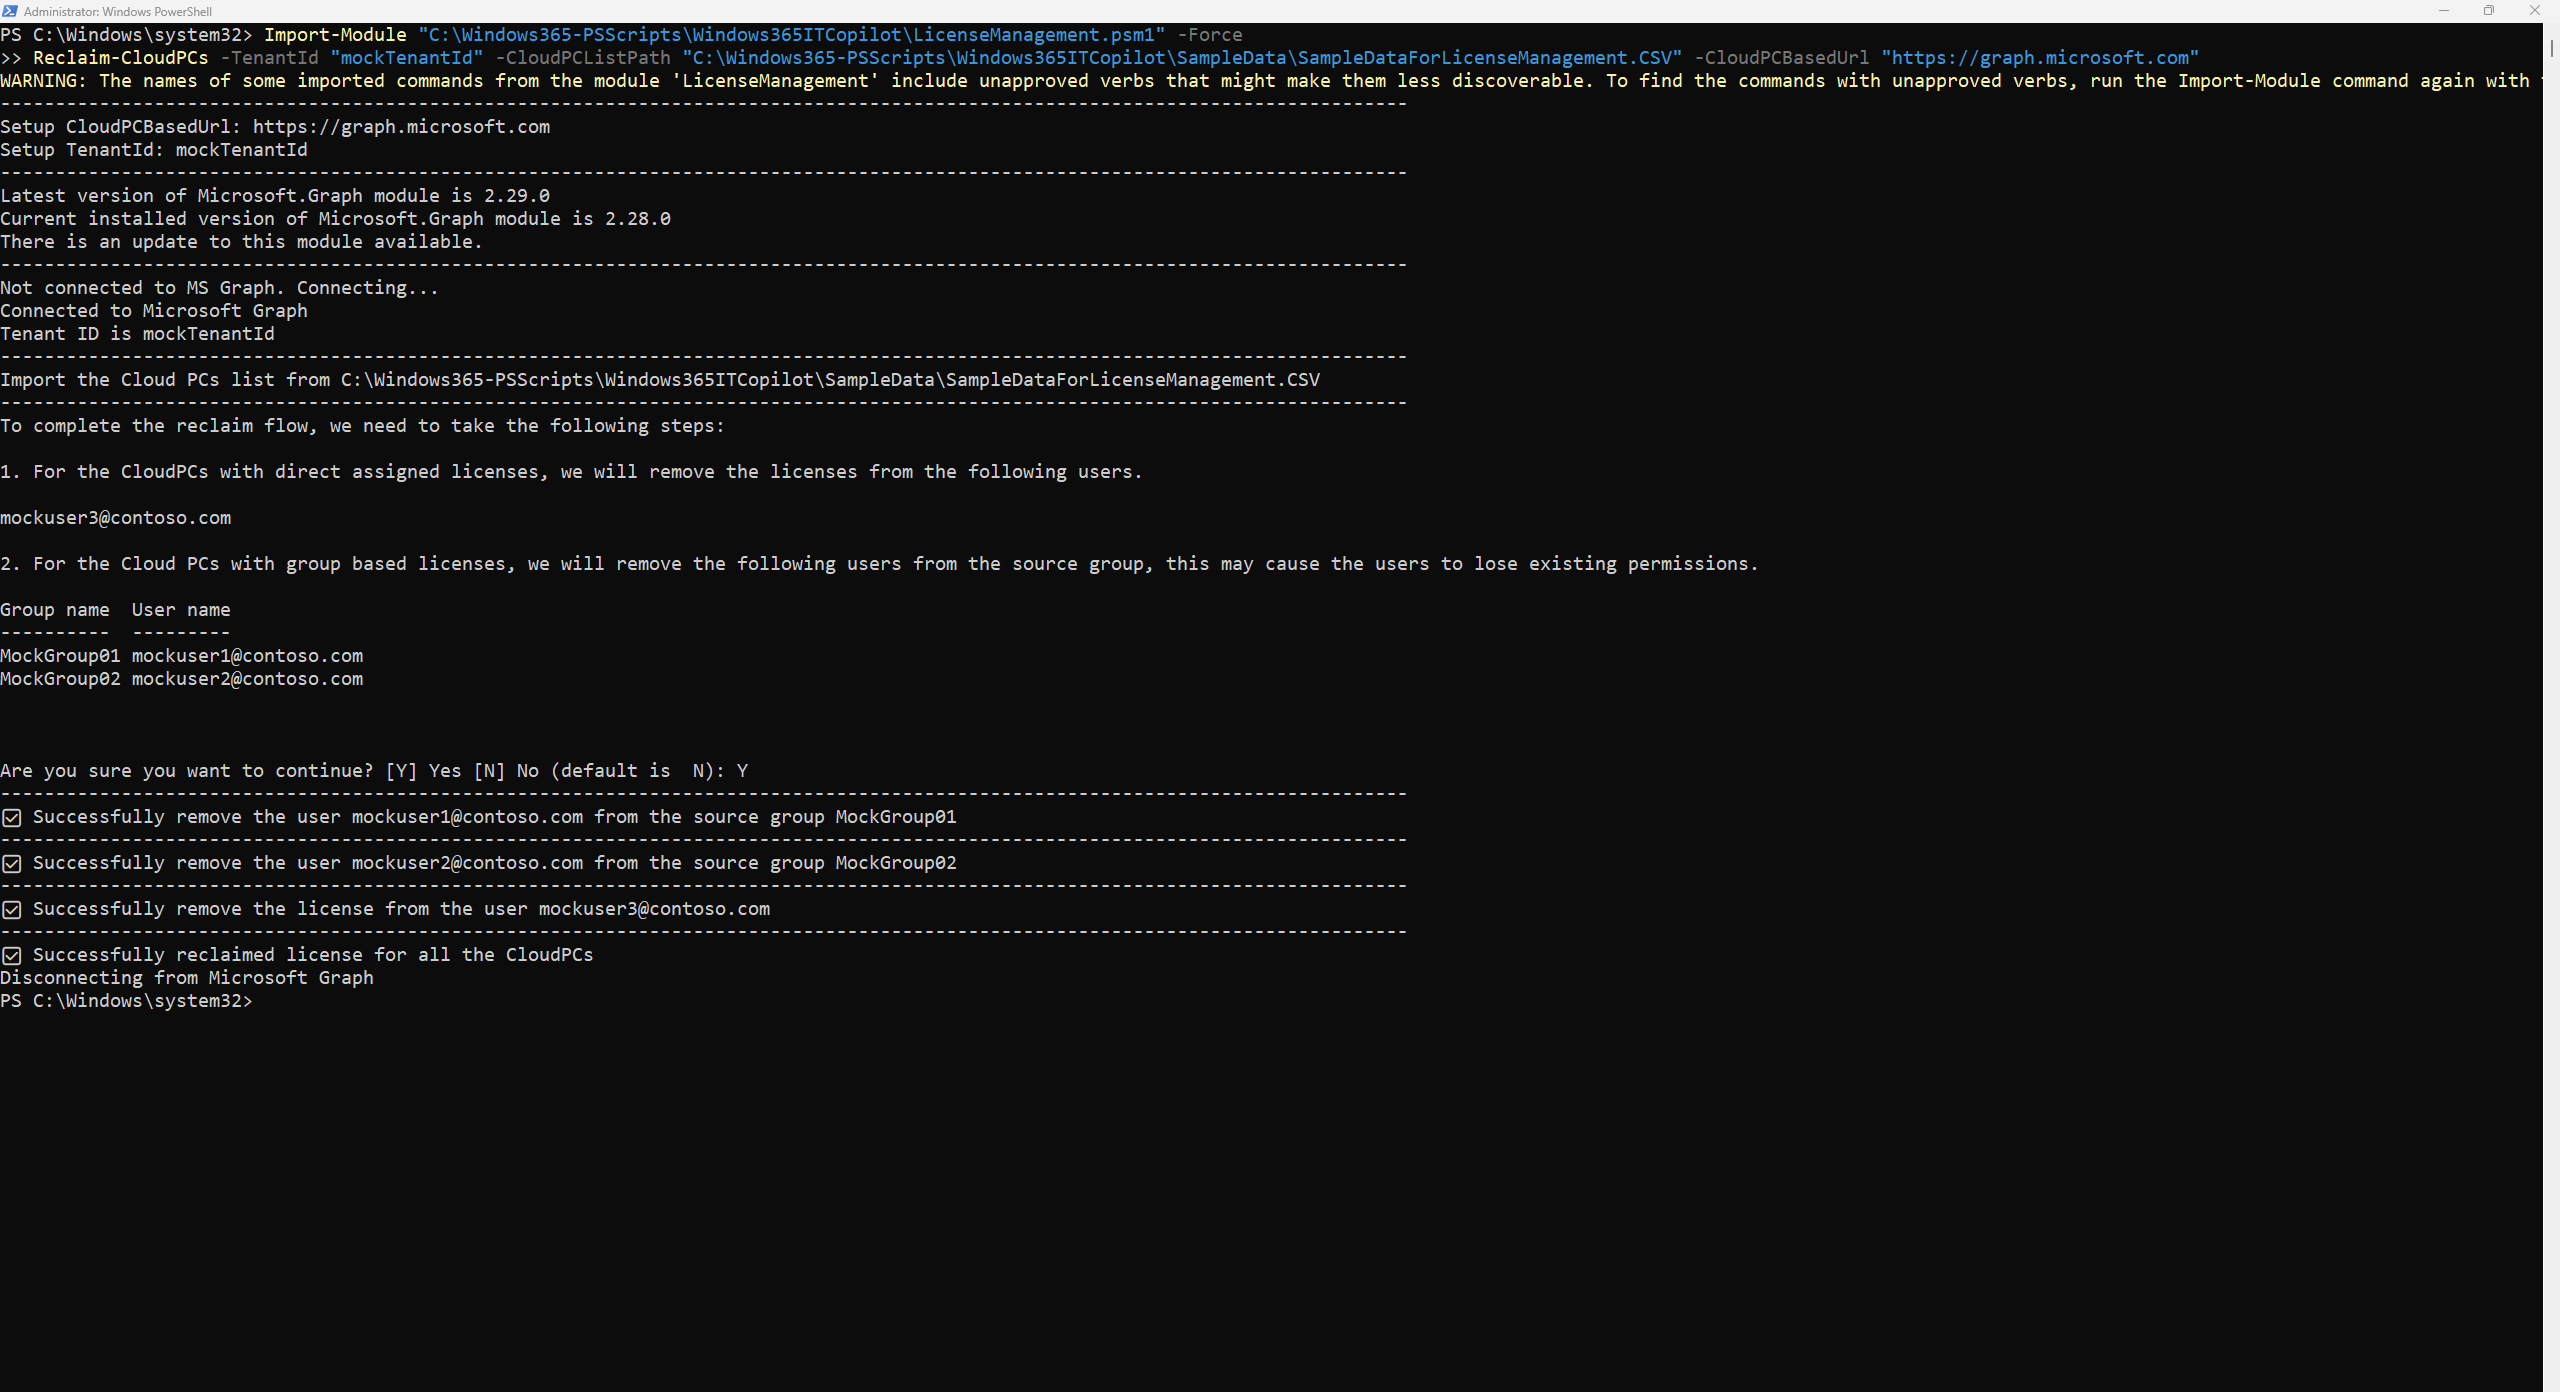 Administrator: Windows PowerShell
PS C:\Windows\system32> Import-Module "C:\Windows365-PSScripts\Windows365ITCopilot\LicenseManagement.psm1" -Force
>> Reclaim-CloudPCs -TenantId "mockTenantId" -CloudPCListPath "C:\Windows365-PSScripts\Windows365ITCopilot\SampleData\SampleDataForLicenseManagement.CSV" -CloudPCBasedUrl "https://graph.microsoft.com"
WARNING: The names of some imported commands from the module 'LicenseManagement' include unapproved verbs that might make them less discoverable. To find the commands with unapproved verbs, run the Import-Module command again with
--------------------------------------------------------------------------------------------------------------------------------
Setup CloudPCBasedUrl: https://graph.microsoft.com
Setup TenantId: mockTenantId
--------------------------------------------------------------------------------------------------------------------------------
Latest version of Microsoft.Graph module is 2.29.0
Current installed version of Microsoft.Graph module is 2.28.0
There is an update to this module available.
--------------------------------------------------------------------------------------------------------------------------------
Not connected to MS Graph. Connecting...
Connected to Microsoft Graph
Tenant ID is mockTenantId
--------------------------------------------------------------------------------------------------------------------------------
Import the Cloud PCs list from C:\Windows365-PSScripts\Windows365ITCopilot\SampleData\SampleDataForLicenseManagement.CSV
--------------------------------------------------------------------------------------------------------------------------------
To complete the reclaim flow, we need to take the following steps:
1. For the CloudPCs with direct assigned licenses, we will remove the licenses from the following users.
mockuser3@contoso.com
2. For the Cloud PCs with group based licenses, we will remove the following users from the source group, this may cause the users to lose existing permissions.
Group name  User name
----------  ---------
MockGroup01 mockuser1@contoso.com
MockGroup02 mockuser2@contoso.com
Are you sure you want to continue? [Y] Yes [N] No (default is  N): Y
--------------------------------------------------------------------------------------------------------------------------------
☑ Successfully remove the user mockuser1@contoso.com from the source group MockGroup01
--------------------------------------------------------------------------------------------------------------------------------
☑ Successfully remove the user mockuser2@contoso.com from the source group MockGroup02
--------------------------------------------------------------------------------------------------------------------------------
☑ Successfully remove the license from the user mockuser3@contoso.com
--------------------------------------------------------------------------------------------------------------------------------
☑ Successfully reclaimed license for all the CloudPCs
Disconnecting from Microsoft Graph
PS C:\Windows\system32>